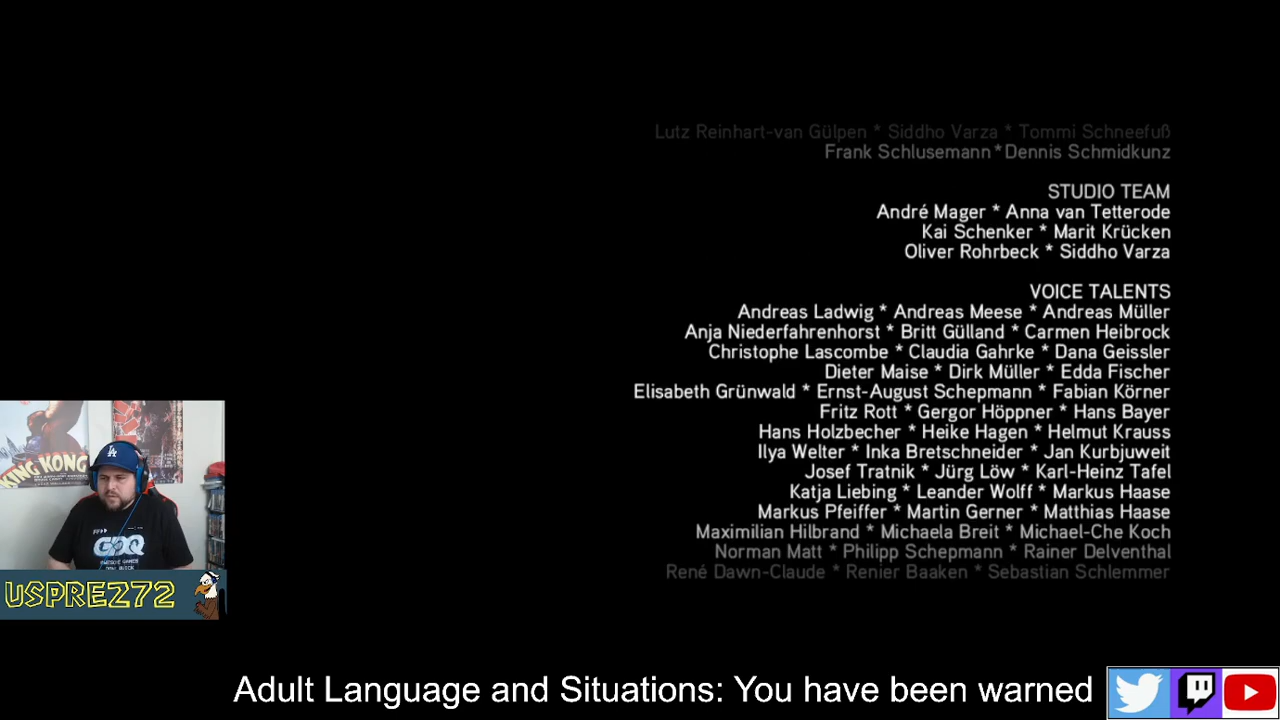 Lutz Reinhart-van Gülpen * Siddho Varza * Tommi Schneefuß
Frank Schlusemann * Dennis Schmidkunz
STUDIO TEAM
André Mager * Anna van Tetterode
Kai Schenker * Marit Krücken
Oliver Rohrbeck * Siddho Varza
VOICE TALENTS
Andreas Ladwig * Andreas Meese * Andreas Müller
Anja Niederfahrenhorst * Britt Gülland * Carmen Heibrock
Christophe Lascombe * Claudia Gahrke * Dana Geissler
Dieter Maise * Dirk Müller * Edda Fischer
Elisabeth Grünwald * Ernst-August Schepmann * Fabian Körner
Fritz Rott * Gergor Höppner * Hans Bayer
Hans Holzbecher * Heike Hagen * Helmut Krauss
Ilya Welter * Inka Bretschneider * Jan Kurbjuweit
Josef Tratnik * Jürg Löw * Karl-Heinz Tafel
Katja Liebing * Leander Wolff * Markus Haase
Markus Pfeiffer * Martin Gerner * Matthias Haase
Maximilian Hilbrand * Michaela Breit * Michael-Che Koch
Norman Matt * Philipp Schepmann * Rainer Delventhal
René Dawn-Claude * Renier Baaken * Sebastian Schlemmer
KING KONG
LA
GDQ
USPREZ72
Adult Language and Situations: You have been warned